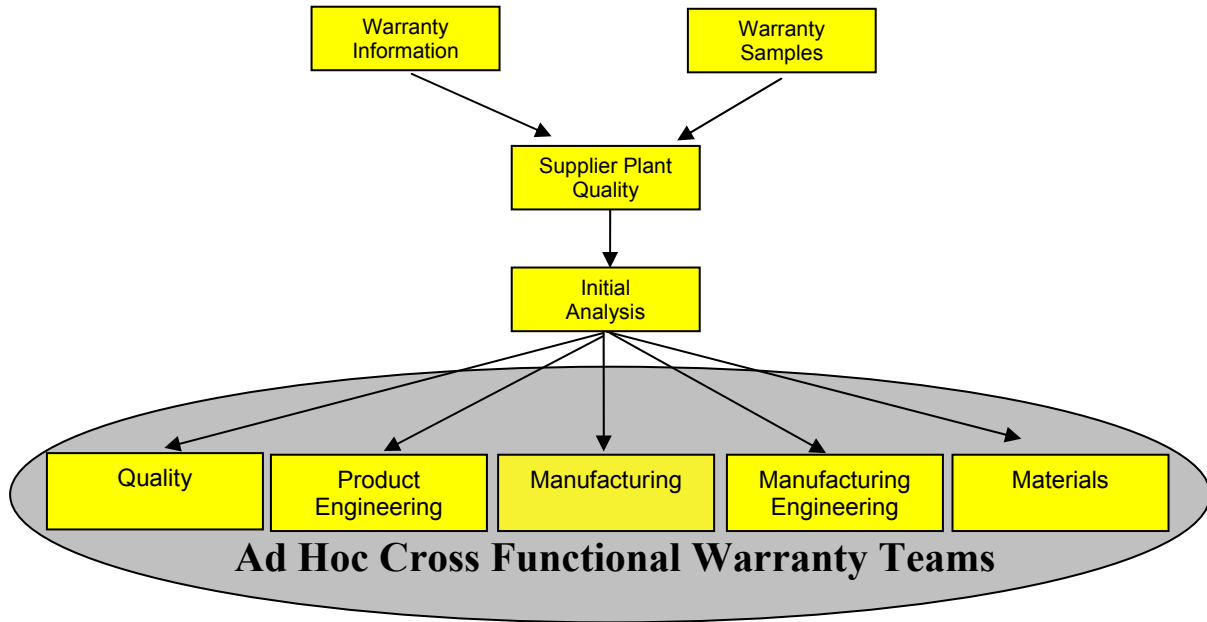 Warranty
Information
Warranty
Samples
Supplier Plant
Quality
Initial
Analysis
Quality
Product
Engineering
Manufacturing
Manufacturing
Engineering
Materials
Ad Hoc Cross Functional Warranty Teams